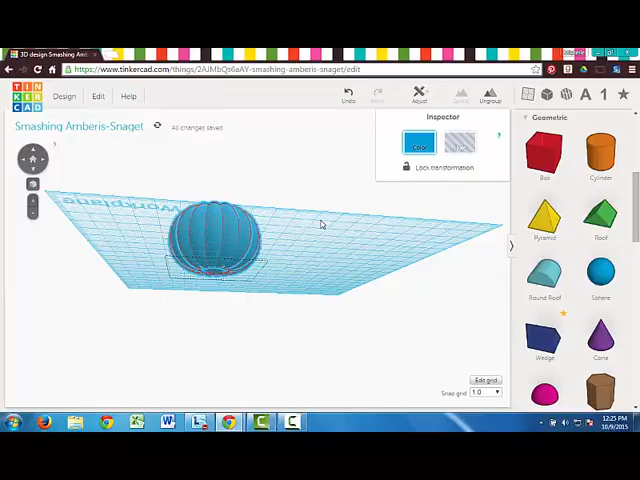 3D design Smashing Am
https://www.tinkercad.com/things/2AJMbQs6aAY-smashing-amberis-snaget/edit
TIN
KER
CAD
Design
Edit
Help
Undo
Redo
Adjust
Group
Ungroup
Smashing Amberis-Snaget
All changes saved
?
Inspector
Color
Hole
?
Lock transformation
Workplane
Geometric
Box
Cylinder
Pyramid
Roof
Round Roof
Sphere
Wedge
Cone
Edit grid
Snap grid
1.0
12:25 PM
10/9/2015